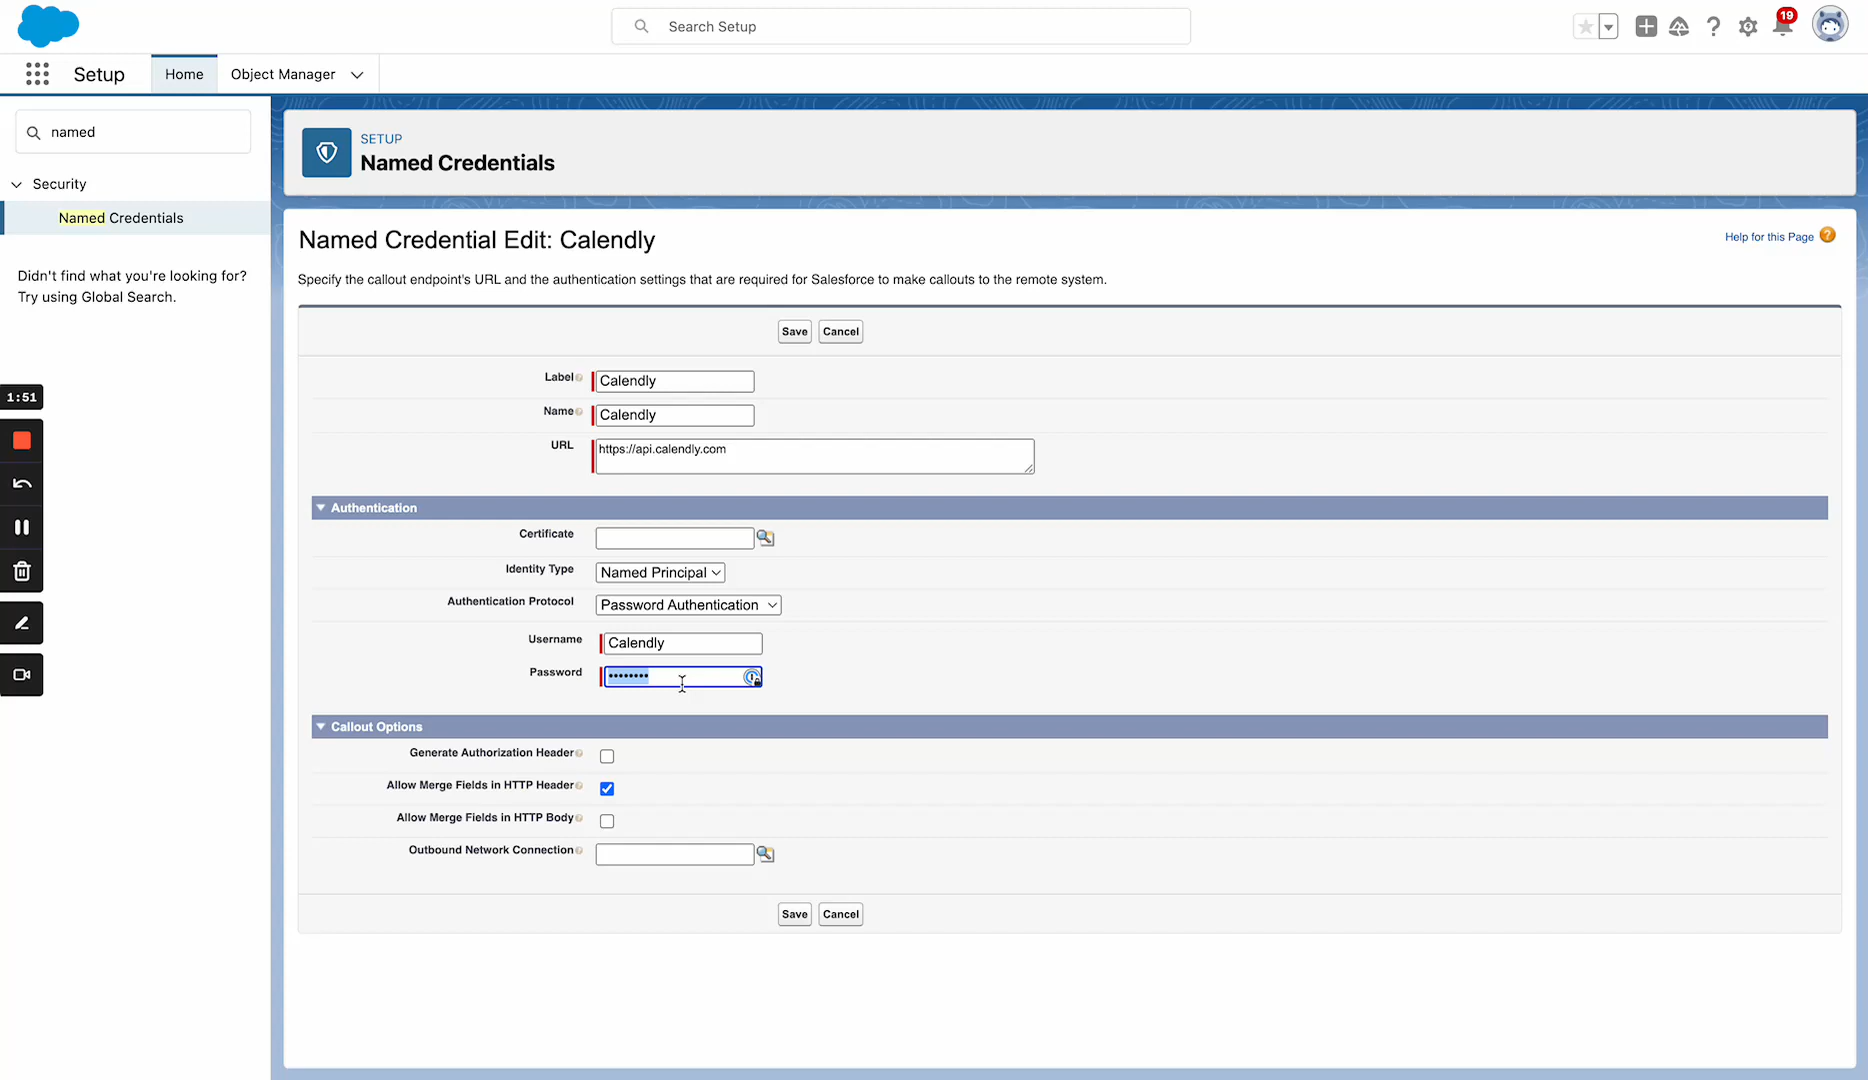 Search Setup
19
Setup
Home
Object Manager
named
Security
Named Credentials
Didn't find what you're looking for?
Try using Global Search.
1:51
SETUP
Named Credentials
Named Credential Edit: Calendly
Help for this Page
Specify the callout endpoint's URL and the authentication settings that are required for Salesforce to make callouts to the remote system.
Save Cancel
Label Calendly
Name Calendly
URL https://api.calendly.com
Authentication
Certificate
Identity Type Named Principal
Authentication Protocol Password Authentication
Username Calendly
Password ••••••••
Callout Options
Generate Authorization Header
Allow Merge Fields in HTTP Header
Allow Merge Fields in HTTP Body
Outbound Network Connection
Save Cancel